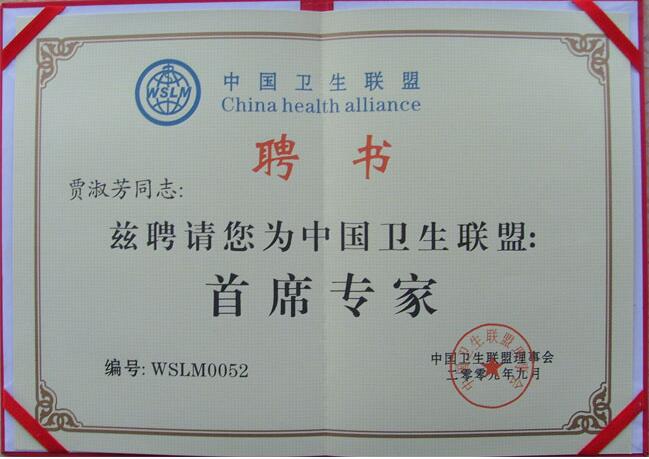 WSLM
中国卫生联盟
China health alliance
聘书
贾淑芳同志:
兹聘请您为中国卫生联盟:
首席专家
编号: WSLM0052
中国卫生联盟理事会
二零零九年九月